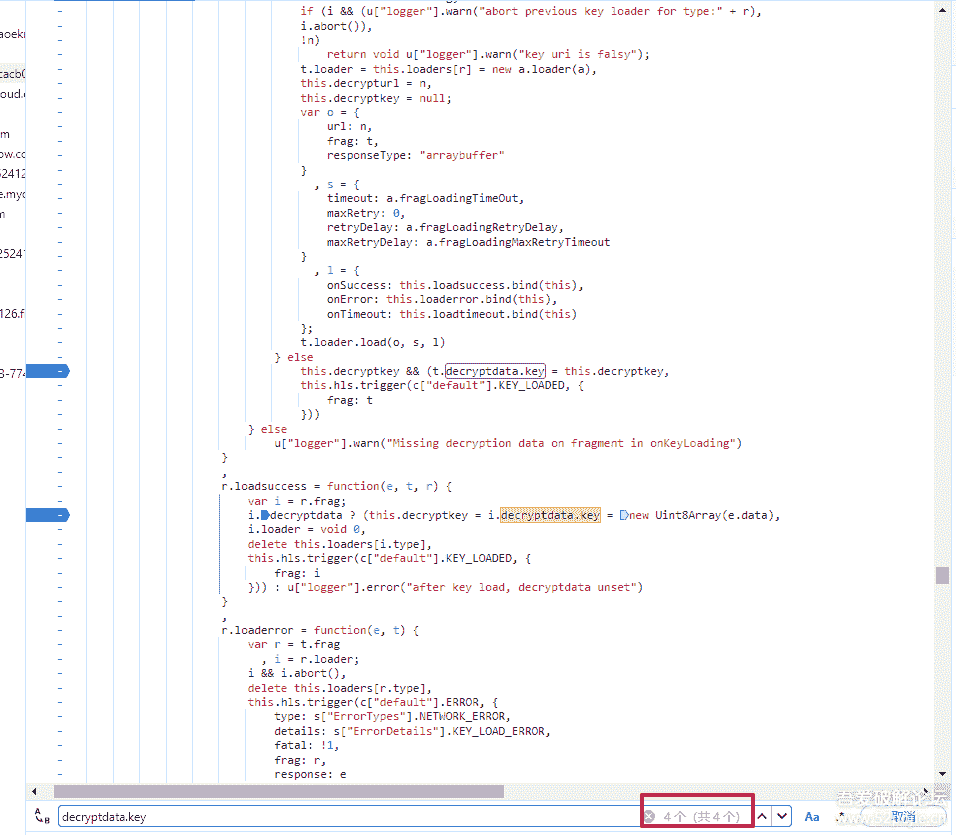 if (i && (u["logger"].warn("abort previous key loader for type:" + r),
i.abort()),
!n)
return void u["logger"].warn("key uri is falsy");
t.loader = this.loaders[r] = new a.loader(a),
this.decrypturl = n,
this.decryptkey = null;
var o = {
url: n,
frag: t,
responseType: "arraybuffer"
}
, s = {
timeout: a.fragLoadingTimeOut,
maxRetry: 0,
retryDelay: a.fragLoadingRetryDelay,
maxRetryDelay: a.fragLoadingMaxRetryTimeout
}
, l = {
onSuccess: this.loadsuccess.bind(this),
onError: this.loaderror.bind(this),
onTimeout: this.loadtimeout.bind(this)
};
t.loader.load(o, s, l)
} else
this.decryptkey && (t.decryptdata.key = this.decryptkey,
this.hls.trigger(c["default"].KEY_LOADED, {
frag: t
}))
} else
u["logger"].warn("Missing decryption data on fragment in onKeyLoading")
}
,
r.loadsuccess = function(e, t, r) {
var i = r.frag;
i.decryptdata ? (this.decryptkey = i.decryptdata.key = new Uint8Array(e.data),
i.loader = void 0,
delete this.loaders[i.type],
this.hls.trigger(c["default"].KEY_LOADED, {
frag: i
})) : u["logger"].error("after key load, decryptdata unset")
}
,
r.loaderror = function(e, t) {
var r = t.frag
, i = r.loader;
i && i.abort(),
delete this.loaders[r.type],
this.hls.trigger(c["default"].ERROR, {
type: s["ErrorTypes"].NETWORK_ERROR,
details: s["ErrorDetails"].KEY_LOAD_ERROR,
fatal: !1,
frag: r,
response: e
decryptdata.key
4个 (共4个)
Aa
.*
取消
吾爱破解论坛